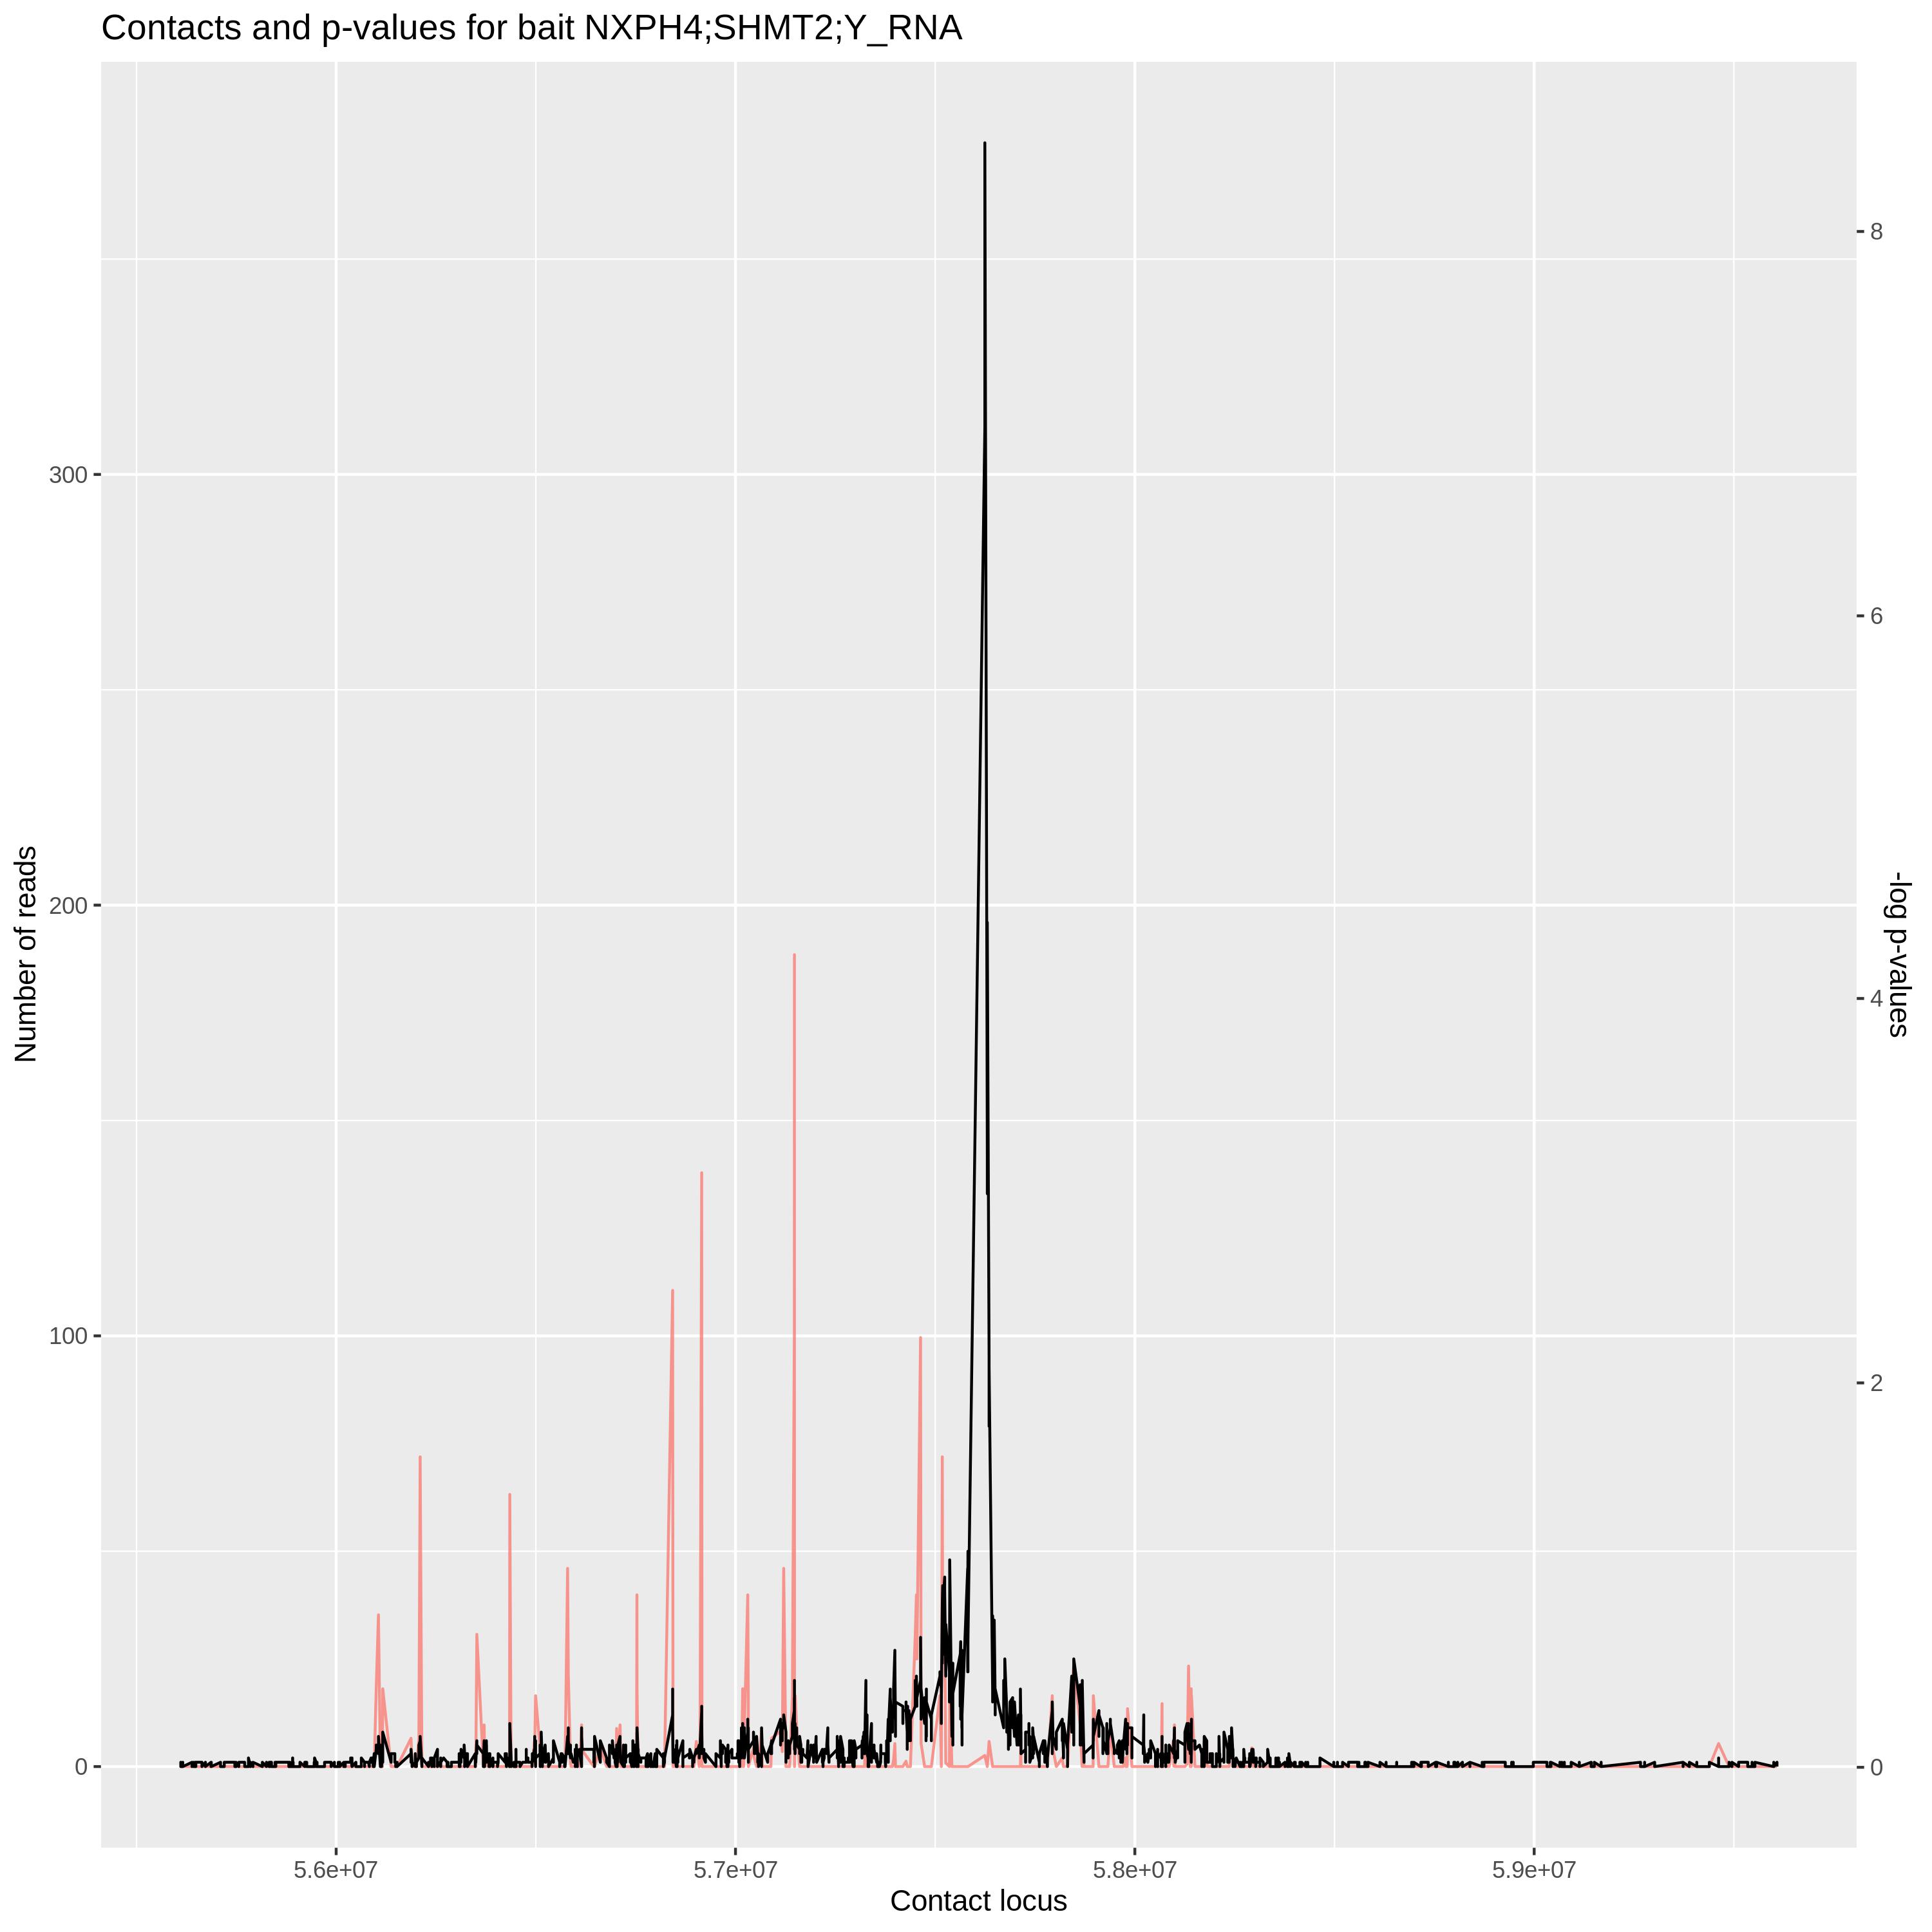 Contacts and p-values for bait NXPH4;SHMT2;Y_RNA
Number of reads
300
200
100
0
8
6
4
2
0
-log p-values
5.6e+07 5.7e+07 5.8e+07 5.9e+07
Contact locus